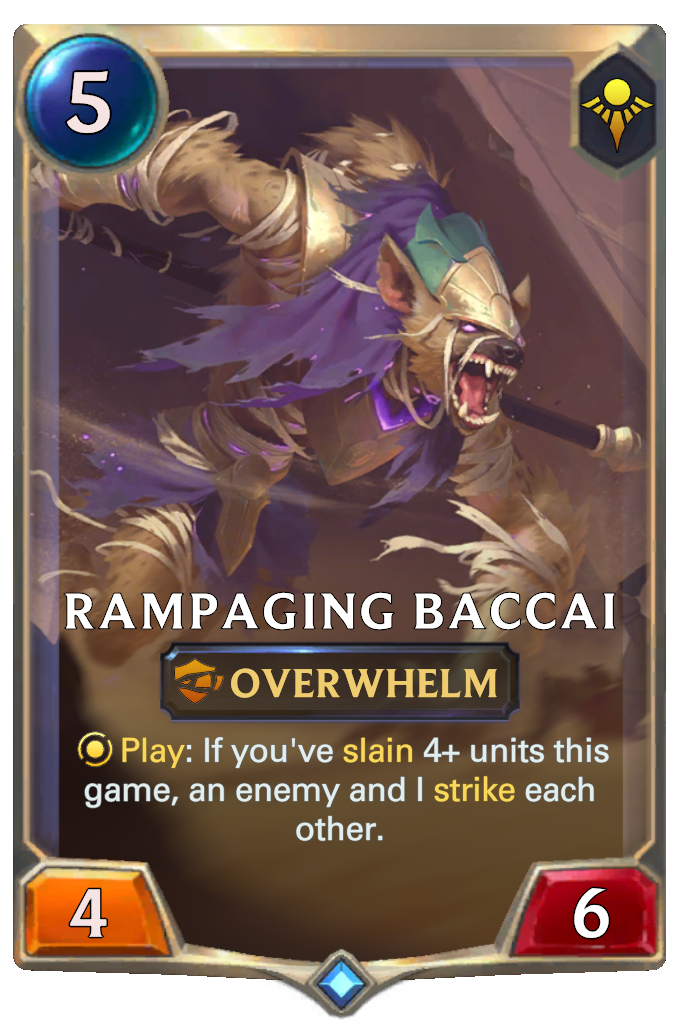 5
RAMPAGING BACCAI
OVERWHELM
Play: If you've slain 4+ units this
game, an enemy and I strike each
other.
4
6